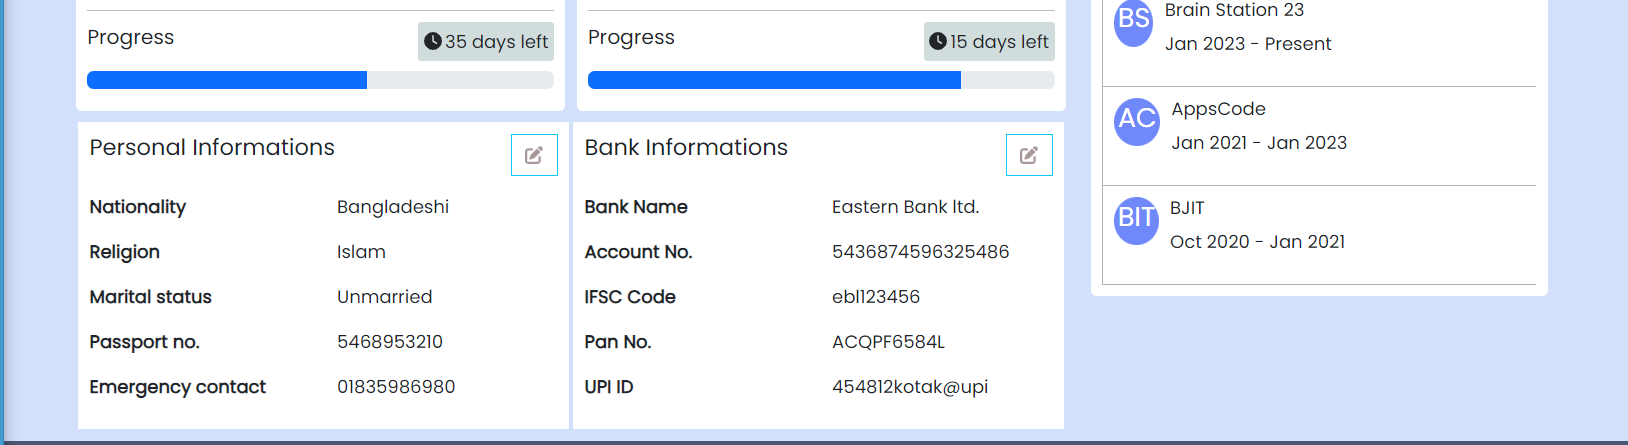 Progress
35 days left
Progress
15 days left
Personal Informations
Nationality Bangladeshi
Religion Islam
Marital status Unmarried
Passport no. 5468953210
Emergency contact 01835986980
Bank Informations
Bank Name Eastern Bank ltd.
Account No. 5436874596325486
IFSC Code ebl123456
Pan No. ACQPF6584L
UPI ID 454812kotak@upi
BS
Brain Station 23
Jan 2023 - Present
AC
AppsCode
Jan 2021 - Jan 2023
BIT
BJIT
Oct 2020 - Jan 2021